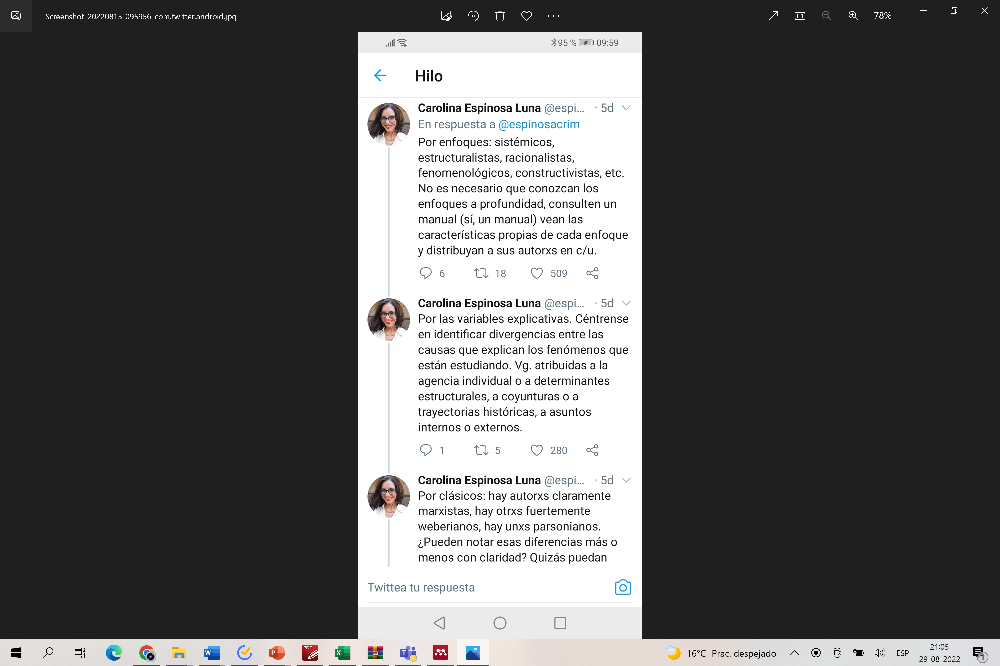 Screenshot_20220815_095956_com.twitter.android.jpg
1:1
78%
95 %
09:59
Hilo
Carolina Espinosa Luna @espi... · 5d
En respuesta a @espinosacrim
Por enfoques: sistémicos,
estructuralistas, racionalistas,
fenomenológicos, constructivistas, etc.
No es necesario que conozcan los
enfoques a profundidad, consulten un
manual (sí, un manual) vean las
características propias de cada enfoque
y distribuyan a sus autorxs en c/u.
6 18 509
Carolina Espinosa Luna @espi... · 5d
Por las variables explicativas. Céntrense
en identificar divergencias entre las
causas que explican los fenómenos que
están estudiando. Vg. atribuidas a la
agencia individual o a determinantes
estructurales, a coyunturas o a
trayectorias históricas, a asuntos
internos o externos.
1 5 280
Carolina Espinosa Luna @espi... · 5d
Por clásicos: hay autorxs claramente
marxistas, hay otrxs fuertemente
weberianos, hay unxs parsonianos.
¿Pueden notar esas diferencias más o
menos con claridad? Quizás puedan
Twittea tu respuesta
W
P
PDF
X
T
16°C Prac. despejado
ESP
21:05
29-08-2022
1